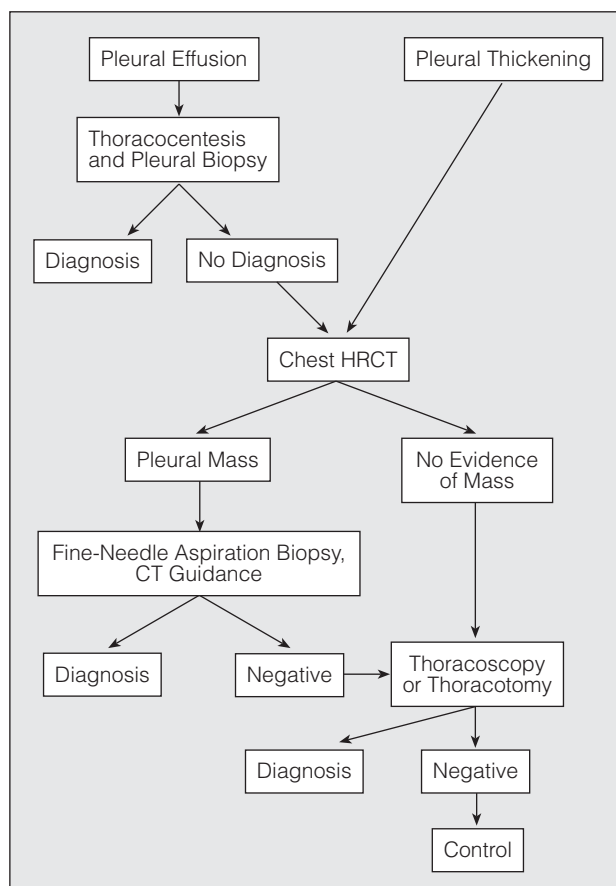 Pleural Effusion
Pleural Thickening
Thoracocentesis
and Pleural Biopsy
Diagnosis
No Diagnosis
Chest HRCT
Pleural Mass
No Evidence
of Mass
Fine-Needle Aspiration Biopsy,
CT Guidance
Diagnosis
Negative
Thoracoscopy
or Thoracotomy
Diagnosis
Negative
Control